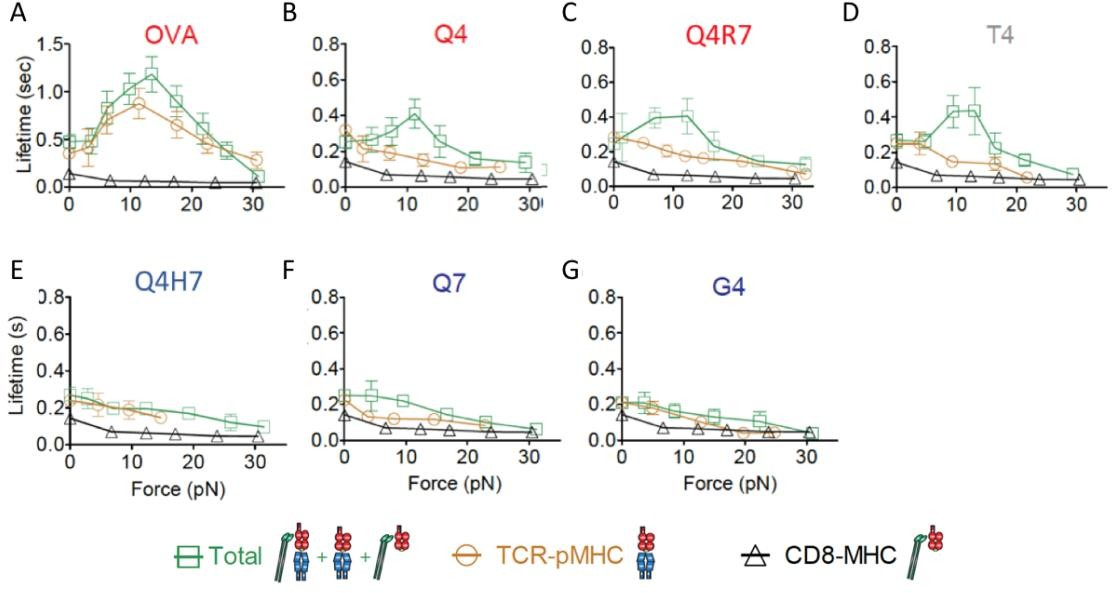 A
OVA
Lifetime (sec)
1.5
1.0
0.5
0.0
0 10 20 30
B
Q4
0.8
0.6
0.4
0.2
0.0
0 10 20 30
C
Q4R7
0.8
0.6
0.4
0.2
0.0
0 10 20 30
D
T4
0.8
0.6
0.4
0.2
0.0
0 10 20 30
E
Q4H7
Lifetime (s)
0.8
0.6
0.4
0.2
0.0
0 10 20 30
Force (pN)
F
Q7
0.8
0.6
0.4
0.2
0.0
0 10 20 30
Force (pN)
G
G4
0.8
0.6
0.4
0.2
0.0
0 10 20 30
Force (pN)
Total + + TCR-pMHC CD8-MHC